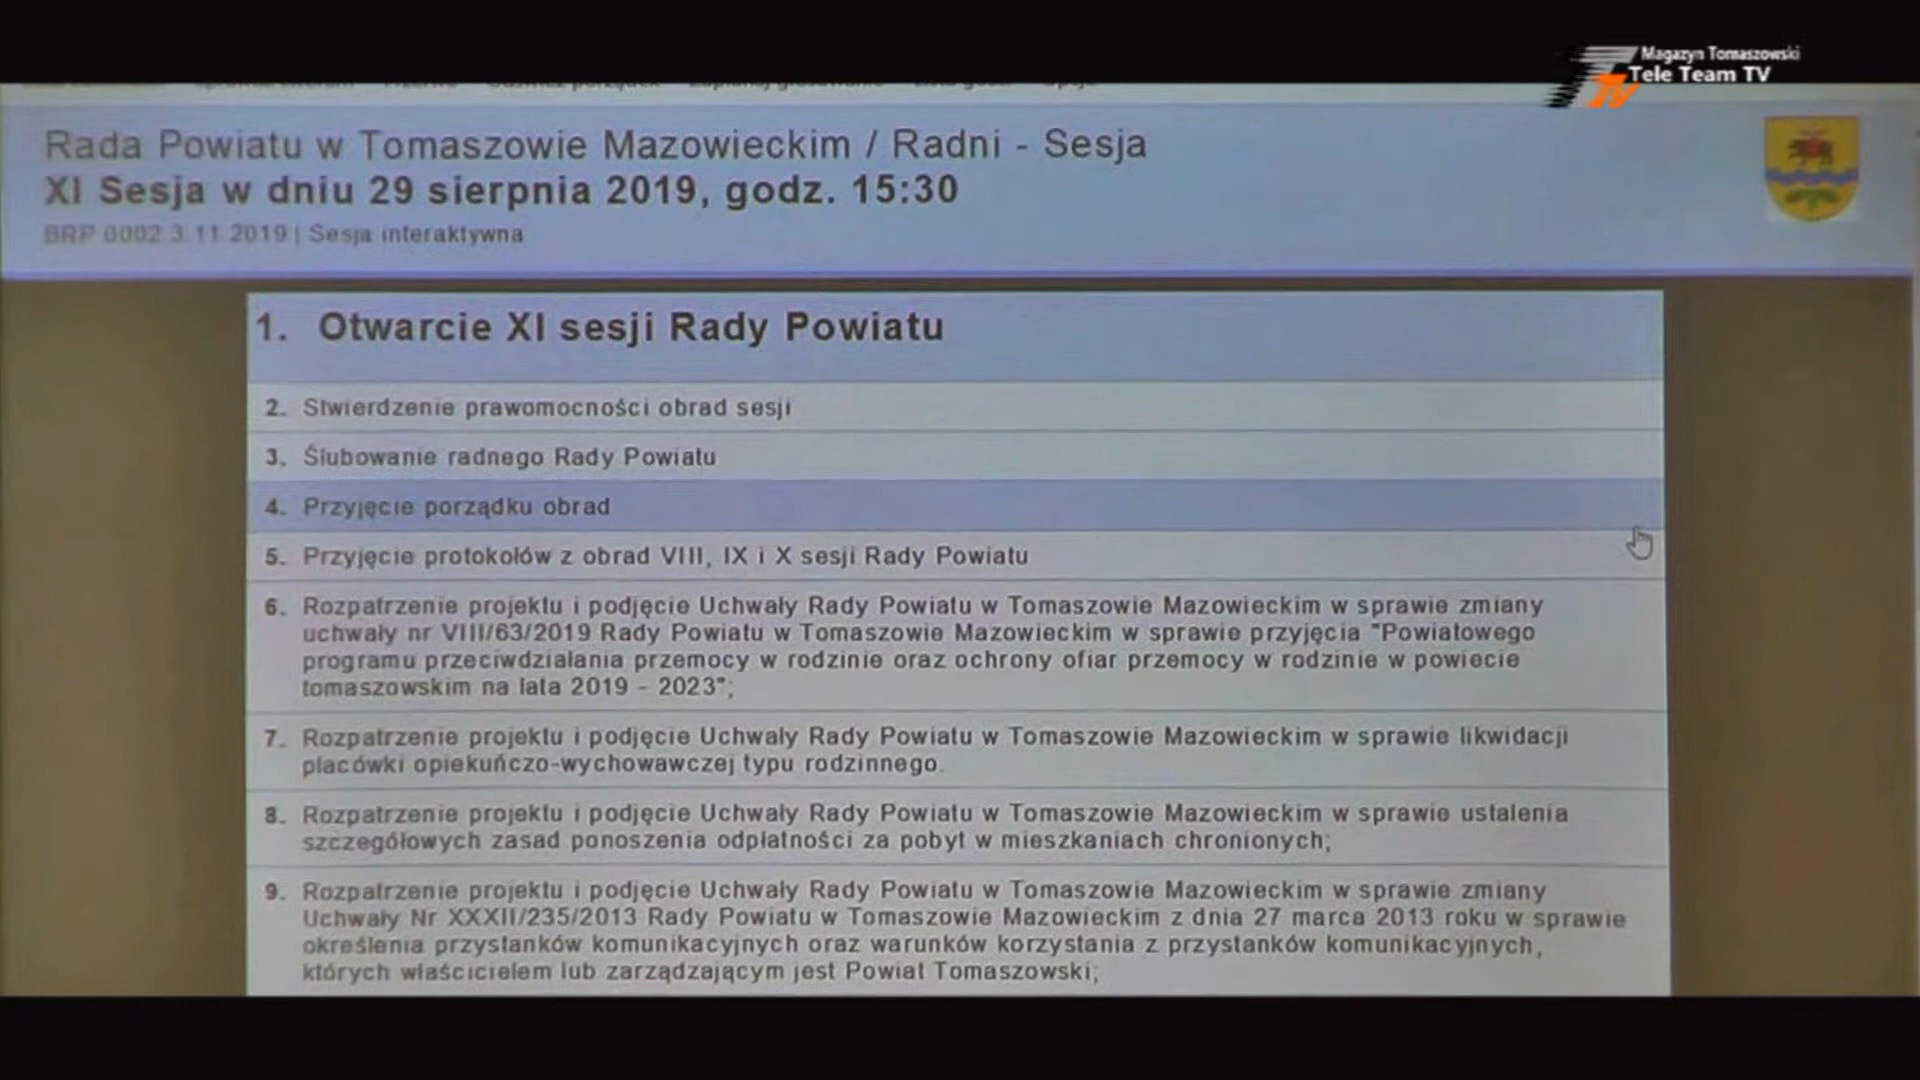 Magazyn Tomaszowski
Tele Team TV
TV
Rada Powiatu w Tomaszowie Mazowieckim / Radni - Sesja
XI Sesja w dniu 29 sierpnia 2019, godz. 15:30
BRP 0002 3 11 2019 | Sesja interaktywna
1. Otwarcie XI sesji Rady Powiatu
2. Stwierdzenie prawomocności obrad sesji
3. Ślubowanie radnego Rady Powiatu
4. Przyjęcie porządku obrad
5. Przyjęcie protokołów z obrad VIII, IX i X sesji Rady Powiatu
6. Rozpatrzenie projektu i podjęcie Uchwały Rady Powiatu w Tomaszowie Mazowieckim w sprawie zmiany
uchwały nr VIII/63/2019 Rady Powiatu w Tomaszowie Mazowieckim w sprawie przyjęcia "Powiatowego
programu przeciwdziałania przemocy w rodzinie oraz ochrony ofiar przemocy w rodzinie w powiecie
tomaszowskim na lata 2019 - 2023";
7. Rozpatrzenie projektu i podjęcie Uchwały Rady Powiatu w Tomaszowie Mazowieckim w sprawie likwidacji
placówki opiekuńczo-wychowawczej typu rodzinnego.
8. Rozpatrzenie projektu i podjęcie Uchwały Rady Powiatu w Tomaszowie Mazowieckim w sprawie ustalenia
szczegółowych zasad ponoszenia odpłatności za pobyt w mieszkaniach chronionych;
9. Rozpatrzenie projektu i podjęcie Uchwały Rady Powiatu w Tomaszowie Mazowieckim w sprawie zmiany
Uchwały Nr XXXII/235/2013 Rady Powiatu w Tomaszowie Mazowieckim z dnia 27 marca 2013 roku w sprawie
określenia przystanków komunikacyjnych oraz warunków korzystania z przystanków komunikacyjnych,
których właścicielem lub zarządzającym jest Powiat Tomaszowski;